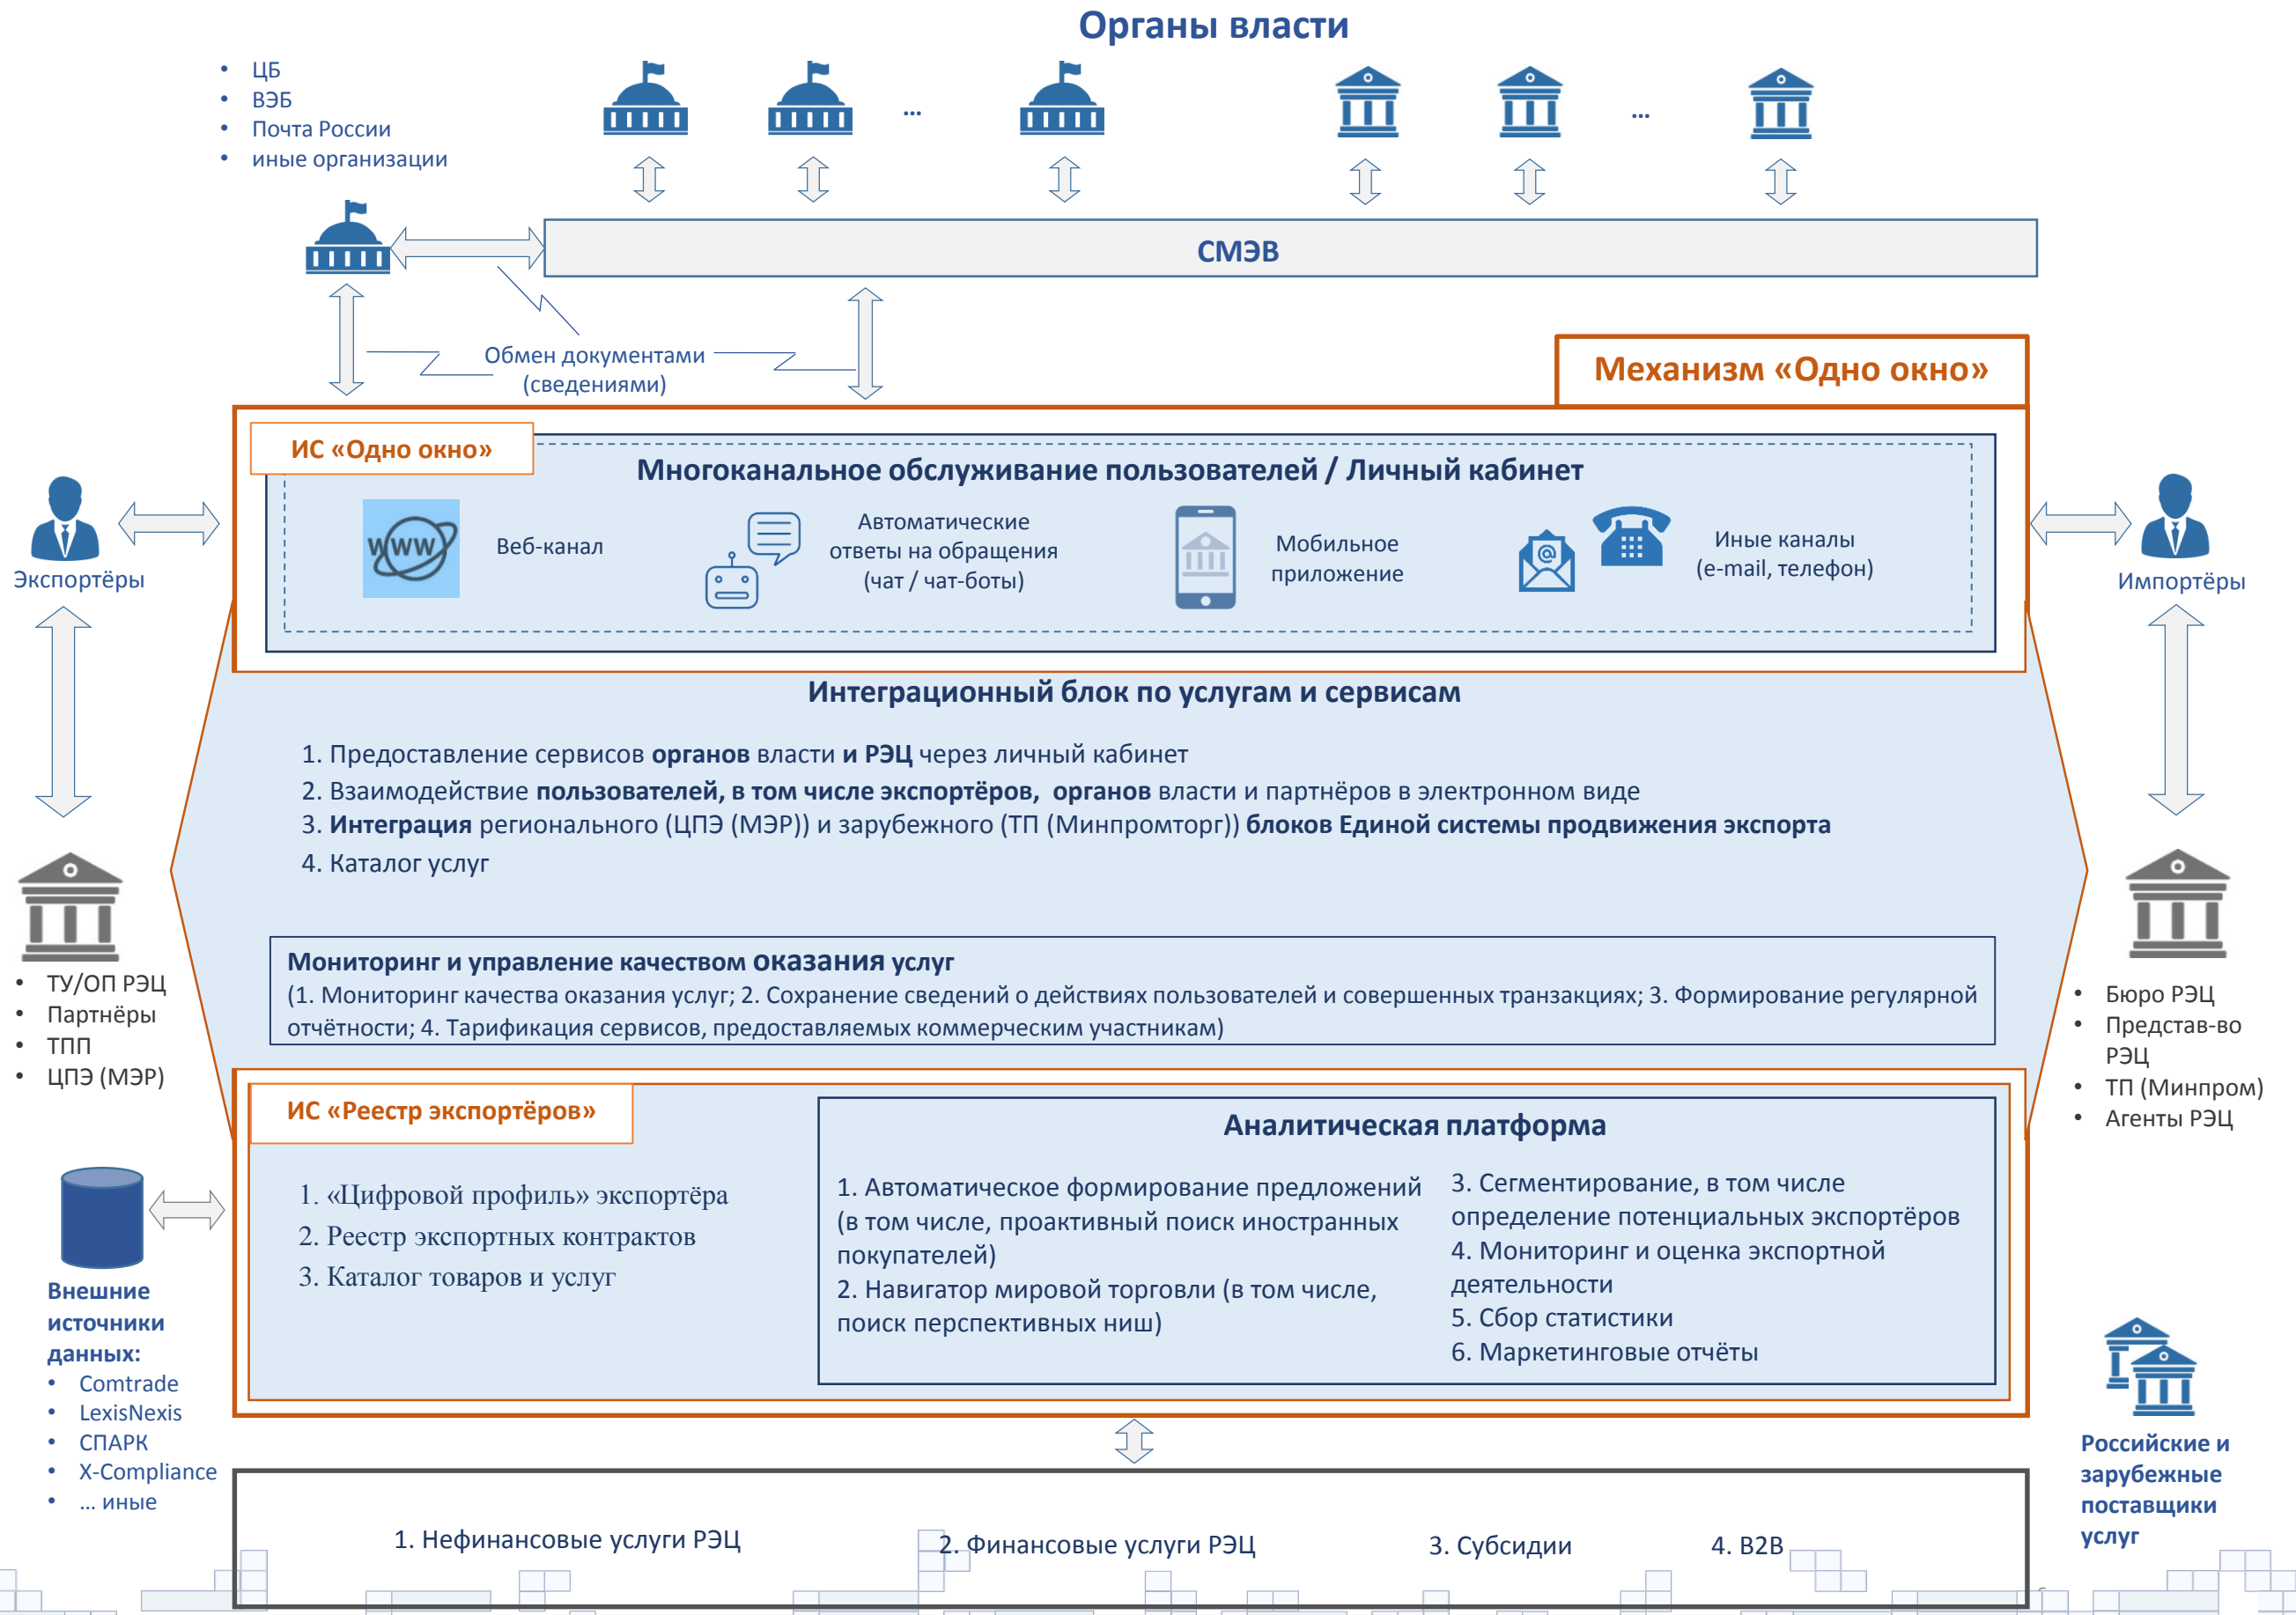 Органы власти
• ЦБ
• ВЭБ
• Почта России
• иные организации
...
...
СМЭВ
Обмен документами
(сведениями)
Механизм «Одно окно»
ИС «Одно окно»
Многоканальное обслуживание пользователей / Личный кабинет
www
Веб-канал
Автоматические
ответы на обращения
(чат / чат-боты)
Мобильное
приложение
@
Иные каналы
(e-mail, телефон)
Экспортёры
Импортёры
Интеграционный блок по услугам и сервисам
1. Предоставление сервисов органов власти и РЭЦ через личный кабинет
2. Взаимодействие пользователей, в том числе экспортёров, органов власти и партнёров в электронном виде
3. Интеграция регионального (ЦПЭ (МЭР)) и зарубежного (ТП (Минпромторг)) блоков Единой системы продвижения экспорта
4. Каталог услуг
Мониторинг и управление качеством оказания услуг
(1. Мониторинг качества оказания услуг; 2. Сохранение сведений о действиях пользователей и совершенных транзакциях; 3. Формирование регулярной
отчётности; 4. Тарификация сервисов, предоставляемых коммерческим участникам)
• ТУ/ОП РЭЦ
• Партнёры
• ТПП
• ЦПЭ (МЭР)
• Бюро РЭЦ
• Представ-во
РЭЦ
• ТП (Минпром)
• Агенты РЭЦ
ИС «Реестр экспортёров»
1. «Цифровой профиль» экспортёра
2. Реестр экспортных контрактов
3. Каталог товаров и услуг
Аналитическая платформа
1. Автоматическое формирование предложений
(в том числе, проактивный поиск иностранных
покупателей)
2. Навигатор мировой торговли (в том числе,
поиск перспективных ниш)
3. Сегментирование, в том числе
определение потенциальных экспортёров
4. Мониторинг и оценка экспортной
деятельности
5. Сбор статистики
6. Маркетинговые отчёты
Внешние
источники
данных:
• Comtrade
• LexisNexis
• СПАРК
• X-Compliance
• ... иные
Российские и
зарубежные
поставщики
услуг
1. Нефинансовые услуги РЭЦ
2. Финансовые услуги РЭЦ
3. Субсидии
4. B2B